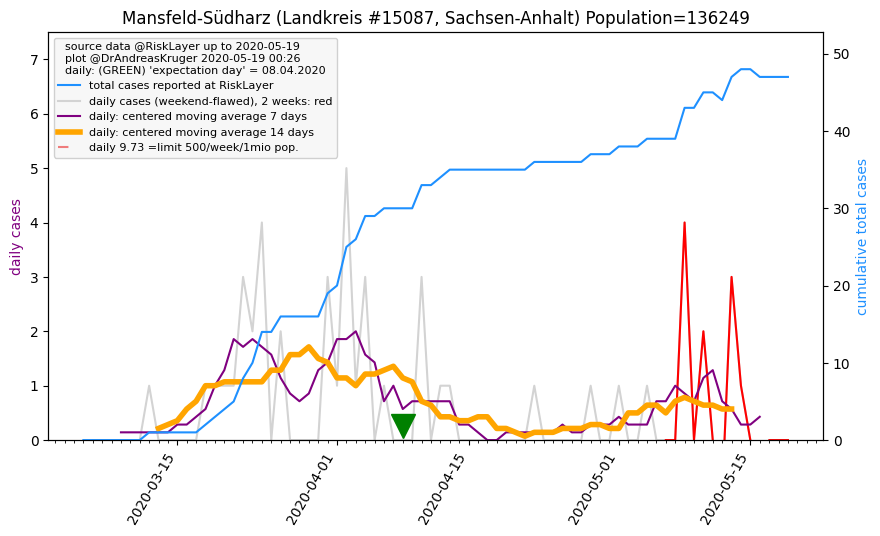 Mansfeld-Südharz (Landkreis #15087, Sachsen-Anhalt) Population=136249
source data @RiskLayer up to 2020-05-19
plot @DrAndreasKruger 2020-05-19 00:26
daily: (GREEN) 'expectation day' = 08.04.2020
total cases reported at RiskLayer
daily cases (weekend-flawed), 2 weeks: red
daily: centered moving average 7 days
daily: centered moving average 14 days
daily 9.73 =limit 500/week/1mio pop.
daily cases
7
6
5
4
3
2
1
0
cumulative total cases
50
40
30
20
10
0
2020-03-15
2020-04-01
2020-04-15
2020-05-01
2020-05-15